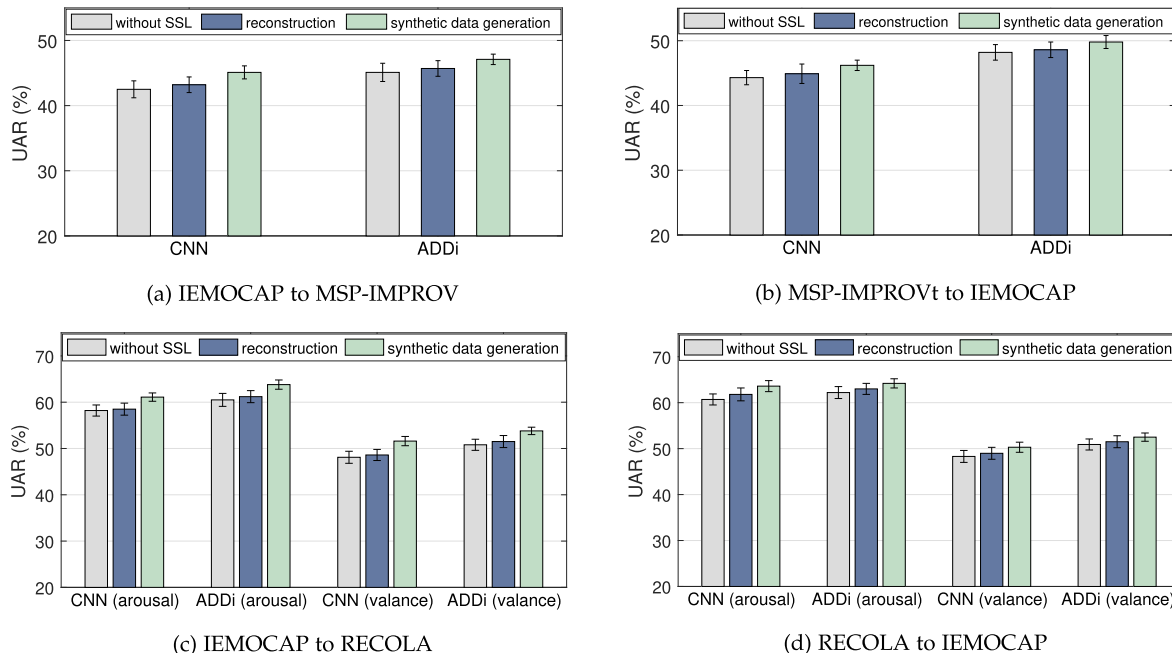 without SSL reconstruction synthetic data generation
50
40
30
20
UAR (%)
CNN ADDi
(a) IEMOCAP to MSP-IMPROV
without SSL reconstruction synthetic data generation
50
40
30
20
UAR (%)
CNN ADDi
(b) MSP-IMPROVt to IEMOCAP
without SSL reconstruction synthetic data generation
70
60
50
40
30
20
UAR (%)
CNN (arousal) ADDi (arousal) CNN (valance) ADDi (valance)
(c) IEMOCAP to RECOLA
without SSL reconstruction synthetic data generation
70
60
50
40
30
20
UAR (%)
CNN (arousal) ADDi (arousal) CNN (valance) ADDi (valance)
(d) RECOLA to IEMOCAP